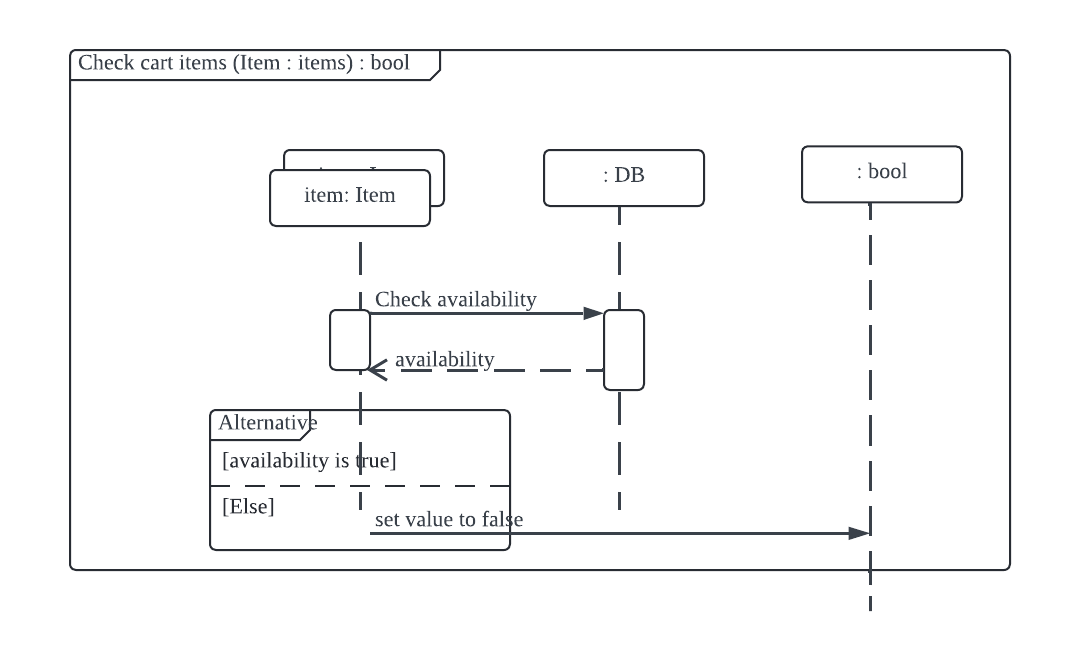 Check cart items (Item : items) : bool
item: Item
: DB
: bool
Check availability
availability
Alternative
[availability is true]
[Else]
set value to false